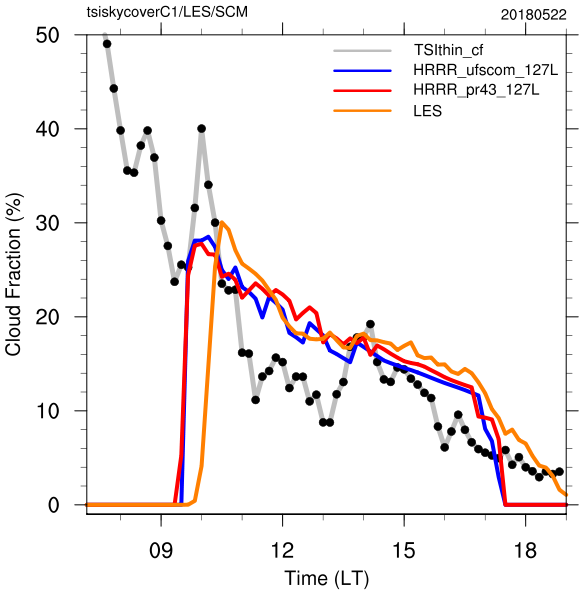 tsiskycoverC1/LES/SCM 20180522
50
40
30
20
10
0
Cloud Fraction (%)
TSIthin_cf
HRRR_ufscom_127L
HRRR_pr43_127L
LES
09 12 15 18
Time (LT)